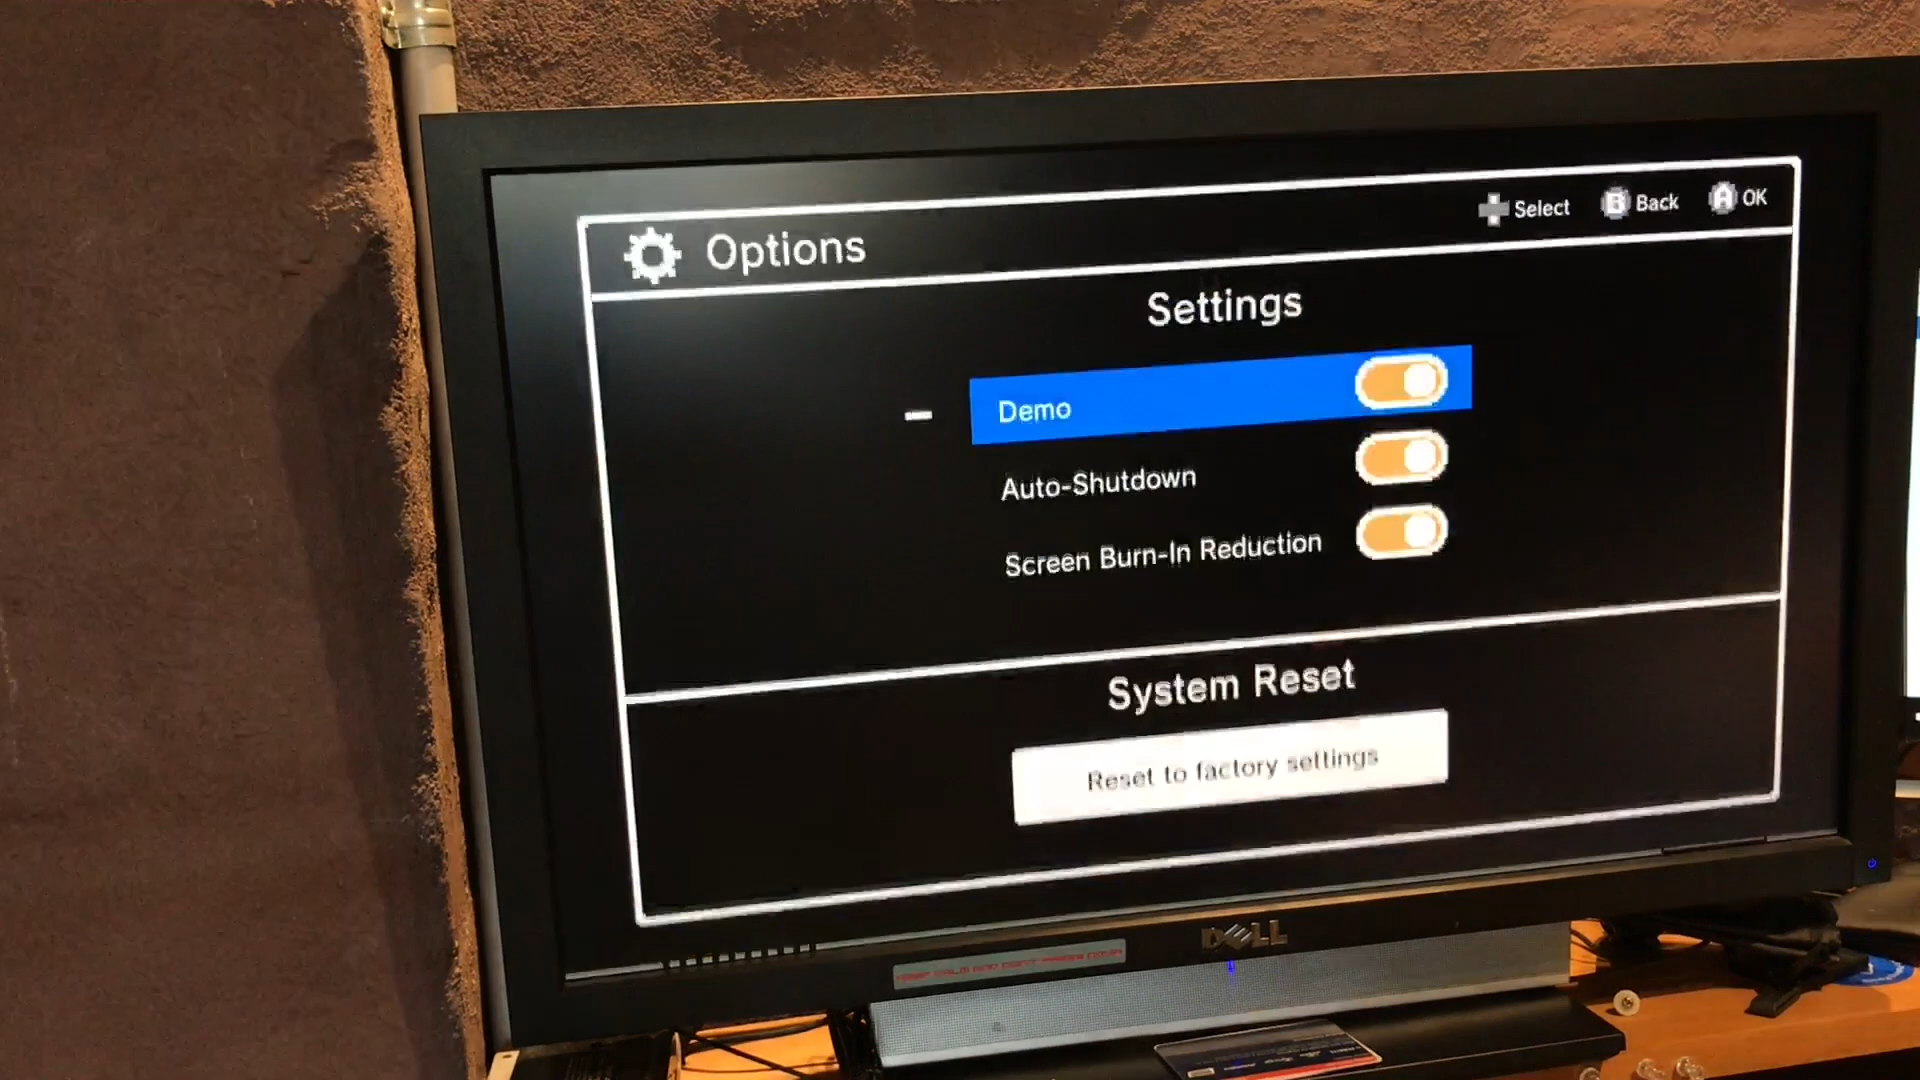 Select B Back A OK
Options
Settings
Demo
Auto-Shutdown
Screen Burn-In Reduction
System Reset
Reset to factory settings
DELL